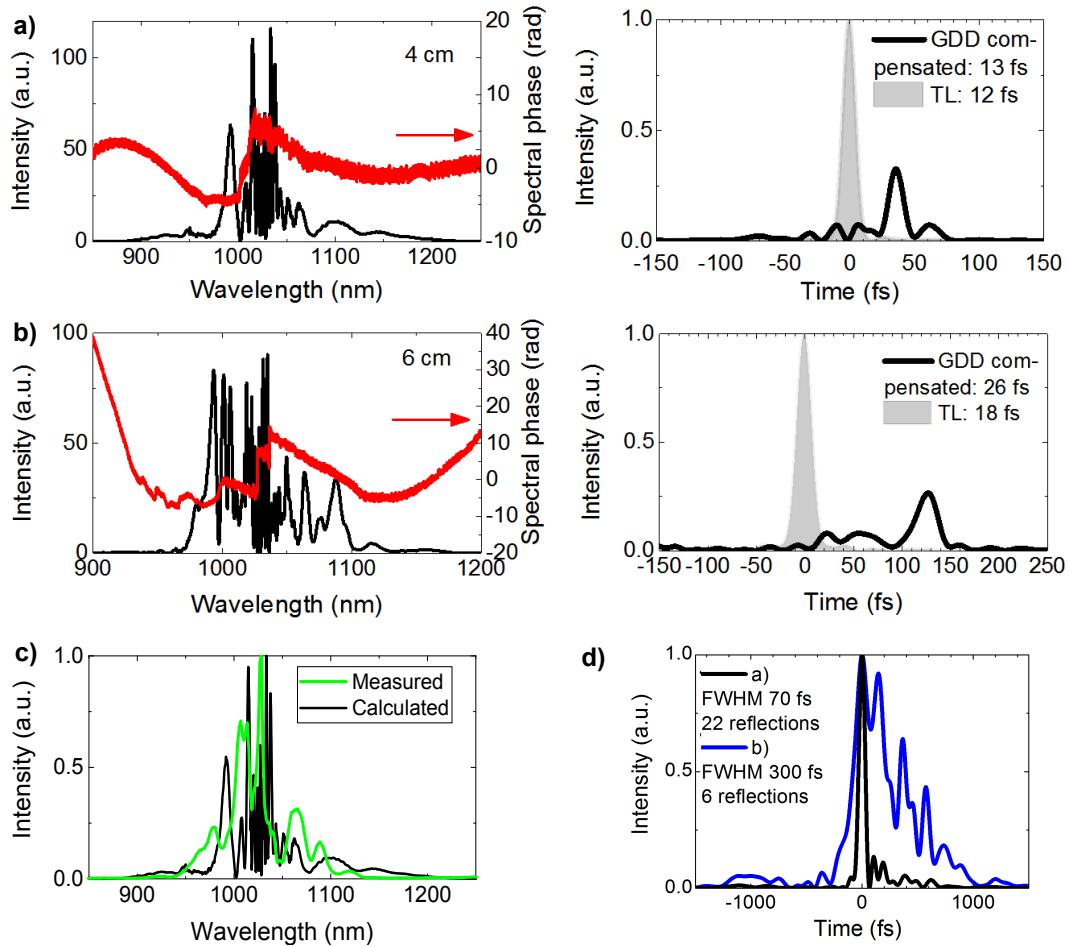 a)
4 cm
Intensity (a.u.)
100
50
0
Spectral phase (rad)
20
10
0
-10
900
1000
1100
1200
Wavelength (nm)
Intensity (a.u.)
1.0
0.5
0.0
GDD com-
pensated: 13 fs
TL: 12 fs
-150
-100
-50
0
50
100
150
Time (fs)
b)
6 cm
Intensity (a.u.)
100
50
0
Spectral phase (rad)
40
30
20
10
0
-10
-20
900
1000
1100
1200
Wavelength (nm)
Intensity (a.u.)
1.0
0.5
0.0
GDD com-
pensated: 26 fs
TL: 18 fs
-150
-100
-50
0
50
100
150
200
250
Time (fs)
c)
Intensity (a.u.)
1.0
0.5
0.0
Measured
Calculated
900
1000
1100
1200
Wavelength (nm)
d)
Intensity (a.u.)
1.0
0.5
0.0
a)
FWHM 70 fs
22 reflections
b)
FWHM 300 fs
6 reflections
-1000
0
1000
Time (fs)